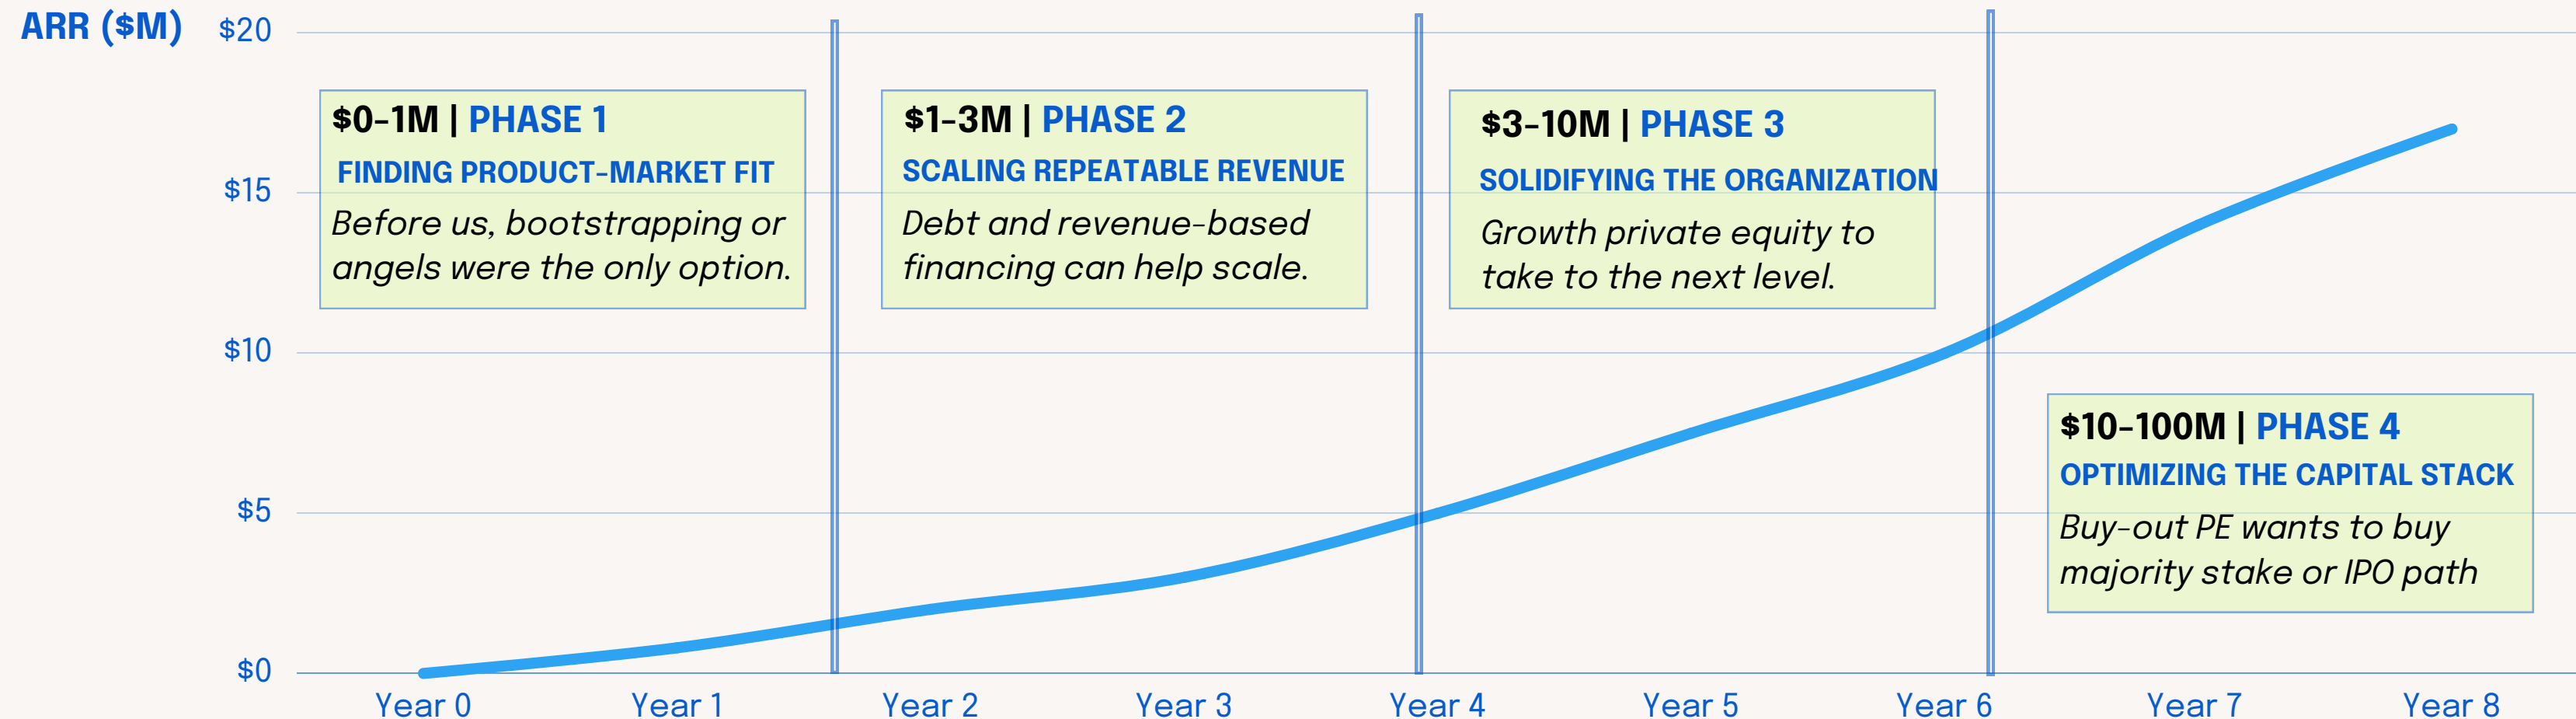 ARR ($M)
$20
$15
$10
$5
$0
$0-1M | PHASE 1
FINDING PRODUCT-MARKET FIT
Before us, bootstrapping or
angels were the only option.
$1-3M | PHASE 2
SCALING REPEATABLE REVENUE
Debt and revenue-based
financing can help scale.
$3-10M | PHASE 3
SOLIDIFYING THE ORGANIZATION
Growth private equity to
take to the next level.
$10-100M | PHASE 4
OPTIMIZING THE CAPITAL STACK
Buy-out PE wants to buy
majority stake or IPO path
Year 0 Year 1 Year 2 Year 3 Year 4 Year 5 Year 6 Year 7 Year 8